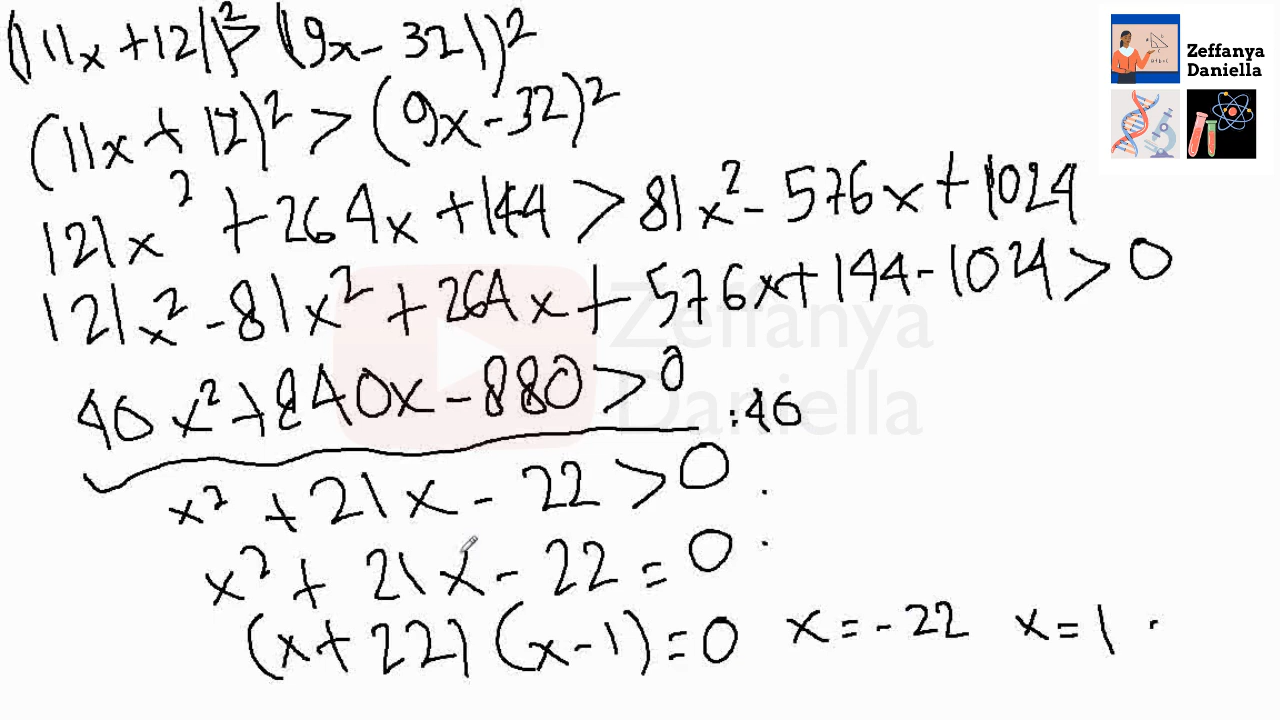 (|11x + 12|)² > (|9x - 32|)²
Zeffanya
Daniella
(11x + 12)² > (9x - 32)²
121x² + 264x + 144 > 81x² - 576x + 1024
121x² - 81x² + 264x + 576x + 144 - 1024 > 0
Zeffanya
40x² + 840x - 880 > 0 : 40
Daniella
x² + 21x - 22 > 0
x² + 21x - 22 = 0
(x + 22) (x - 1) = 0 x = -22 x = 1